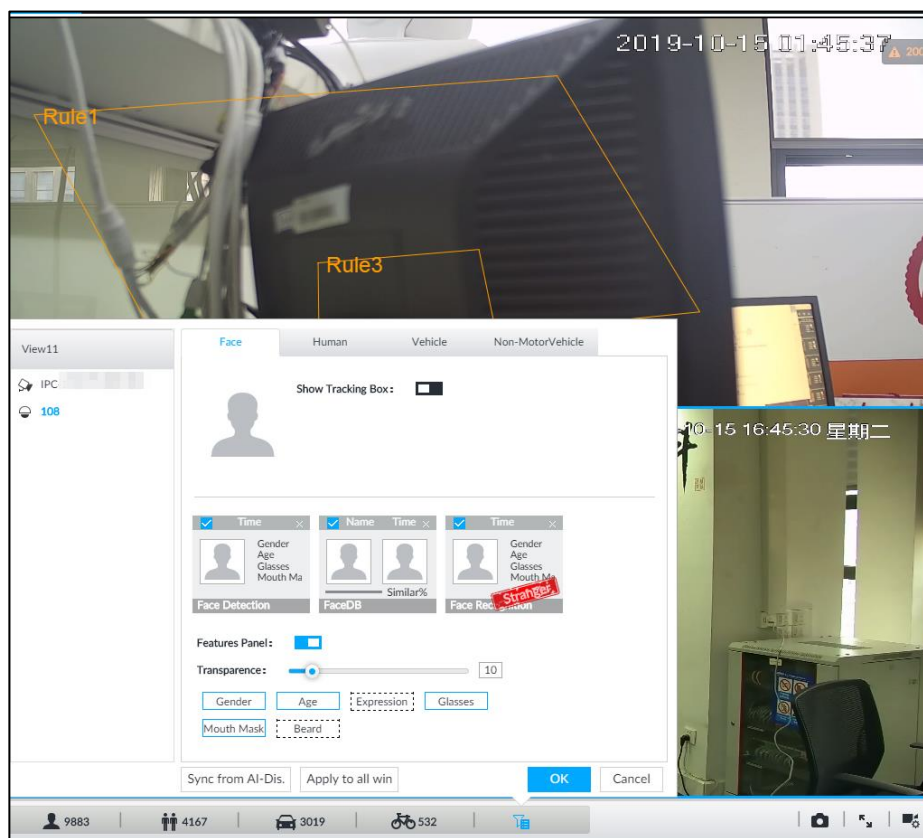 2019-10-15 01:45:37
200
Rule1
Rule3
View11
Face Human Vehicle Non-MotorVehicle
IPC
108
Show Tracking Box:
10-15 16:45:30 星期二
Time
Name Time
Time
Gender
Age
Glasses
Mouth Ma
Similar%
Gender
Age
Glasses
Mouth Ma
Stranger
Face Detection
FaceDB
Face Recognition
Features Panel:
Transparence:
10
Gender Age Expression Glasses
Mouth Mask Beard
Sync from AI-Dis. Apply to all win OK Cancel
9883 4167 3019 532